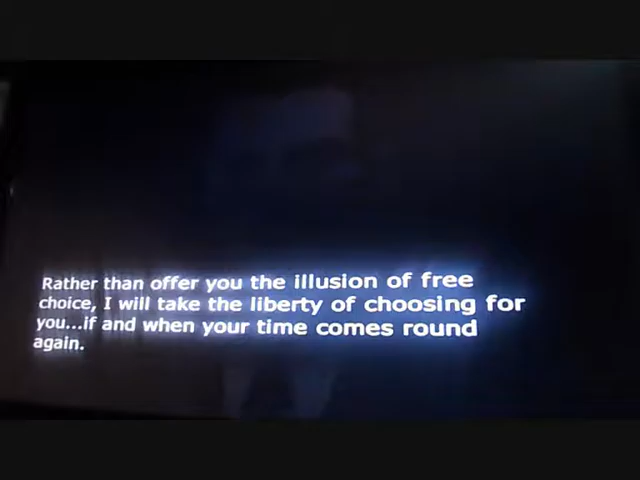 Rather than offer you the illusion of free
choice, I will take the liberty of choosing for
you...if and when your time comes round
again.